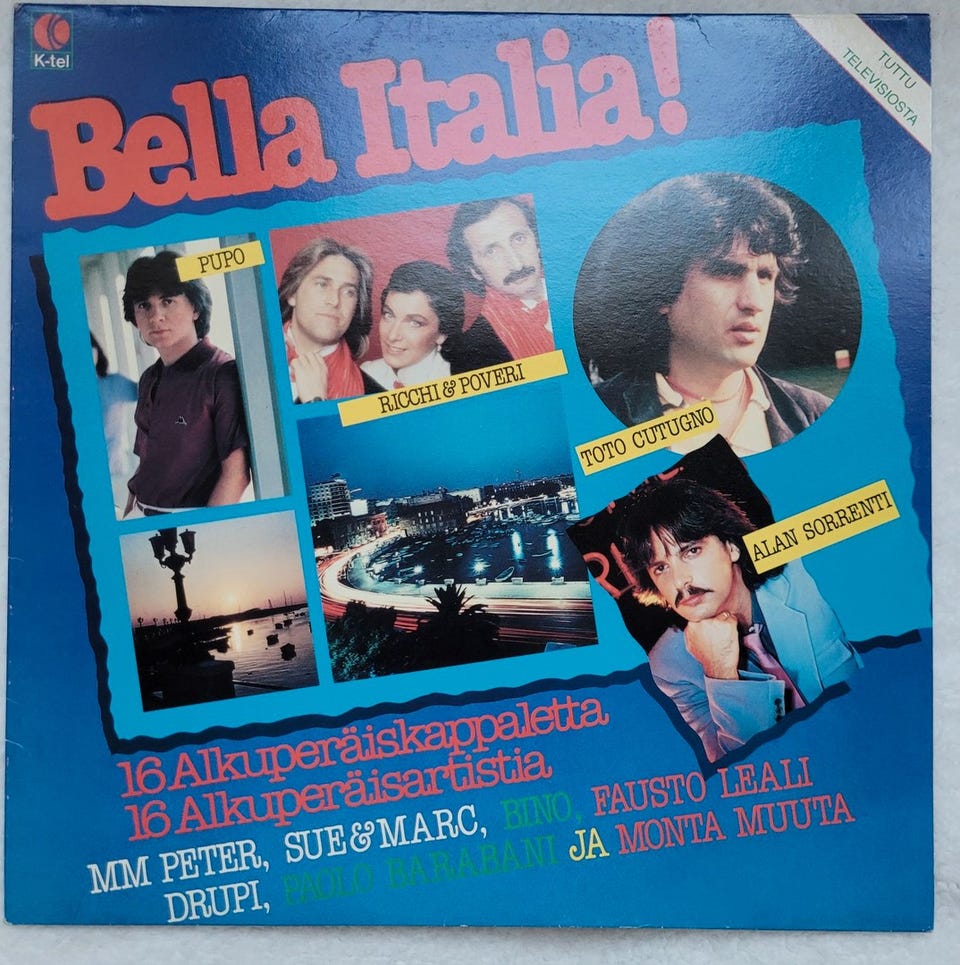 K-tel
Bella Italia!
TUTTU
TELEVISIOSTA
PUPO
RICCHI & POVERI
TOTO CUTUGNO
ALAN SORRENTI
16 Alkuperäiskappaletta
16 Alkuperäisartistia
MM PETER, SUE & MARC, BINO, FAUSTO LEALI
DRUPI, PAOLO BARABANI JA MONTA MUUTA